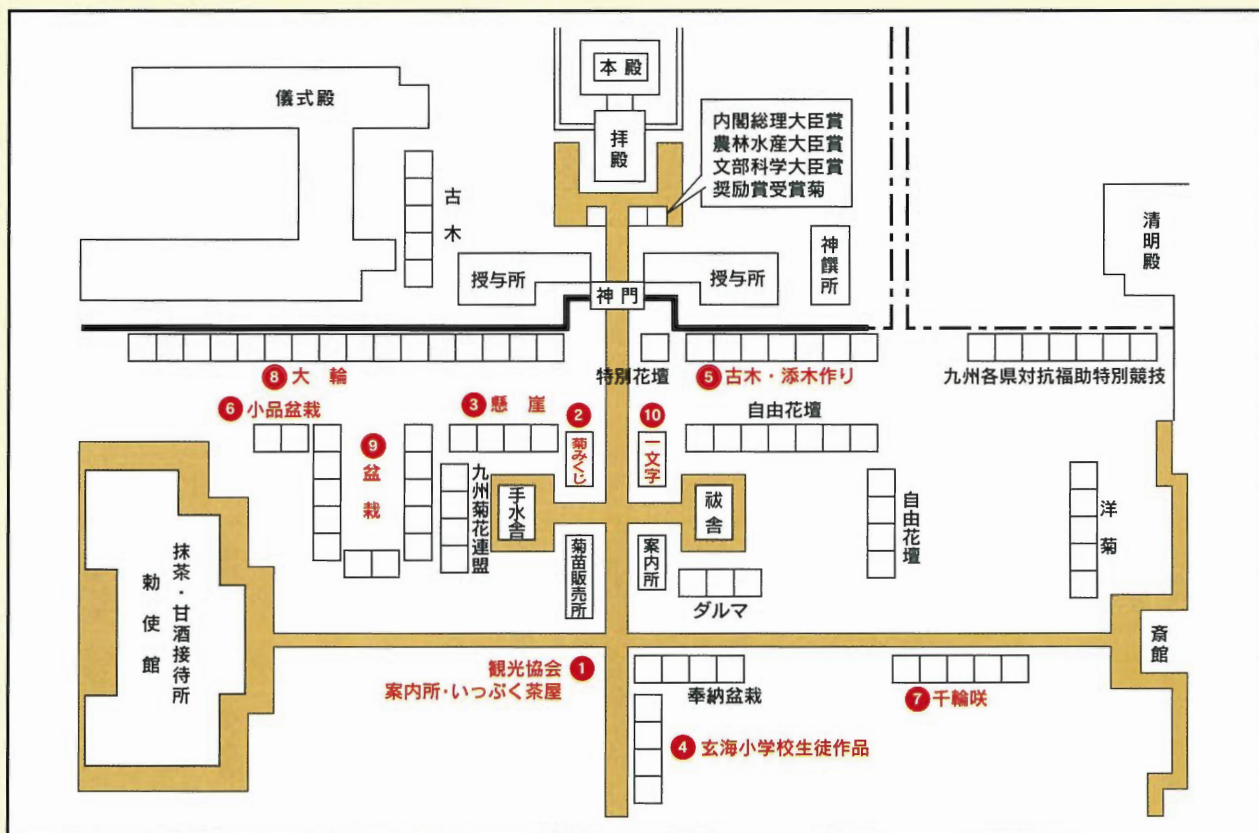 本殿
拝殿
儀式殿
内閣総理大臣賞
農林水産大臣賞
文部科学大臣賞
奨励賞受賞菊
古木
神饌所
清明殿
授与所
神門
授与所
8 大輪
特別花壇
5 古木・添木作り
九州各県対抗福助特別競技
6 小品盆栽
3 懸崖
2 菊みくじ
10 一文字
自由花壇
9 盆栽
九州菊花連盟
手水舎
祓舎
自由花壇
洋菊
菊苗販売所
案内所
ダルマ
抹茶・甘酒接待所
勅使館
斎館
観光協会 1
案内所・いっぷく茶屋
奉納盆栽
7 千輪咲
4 玄海小学校生徒作品